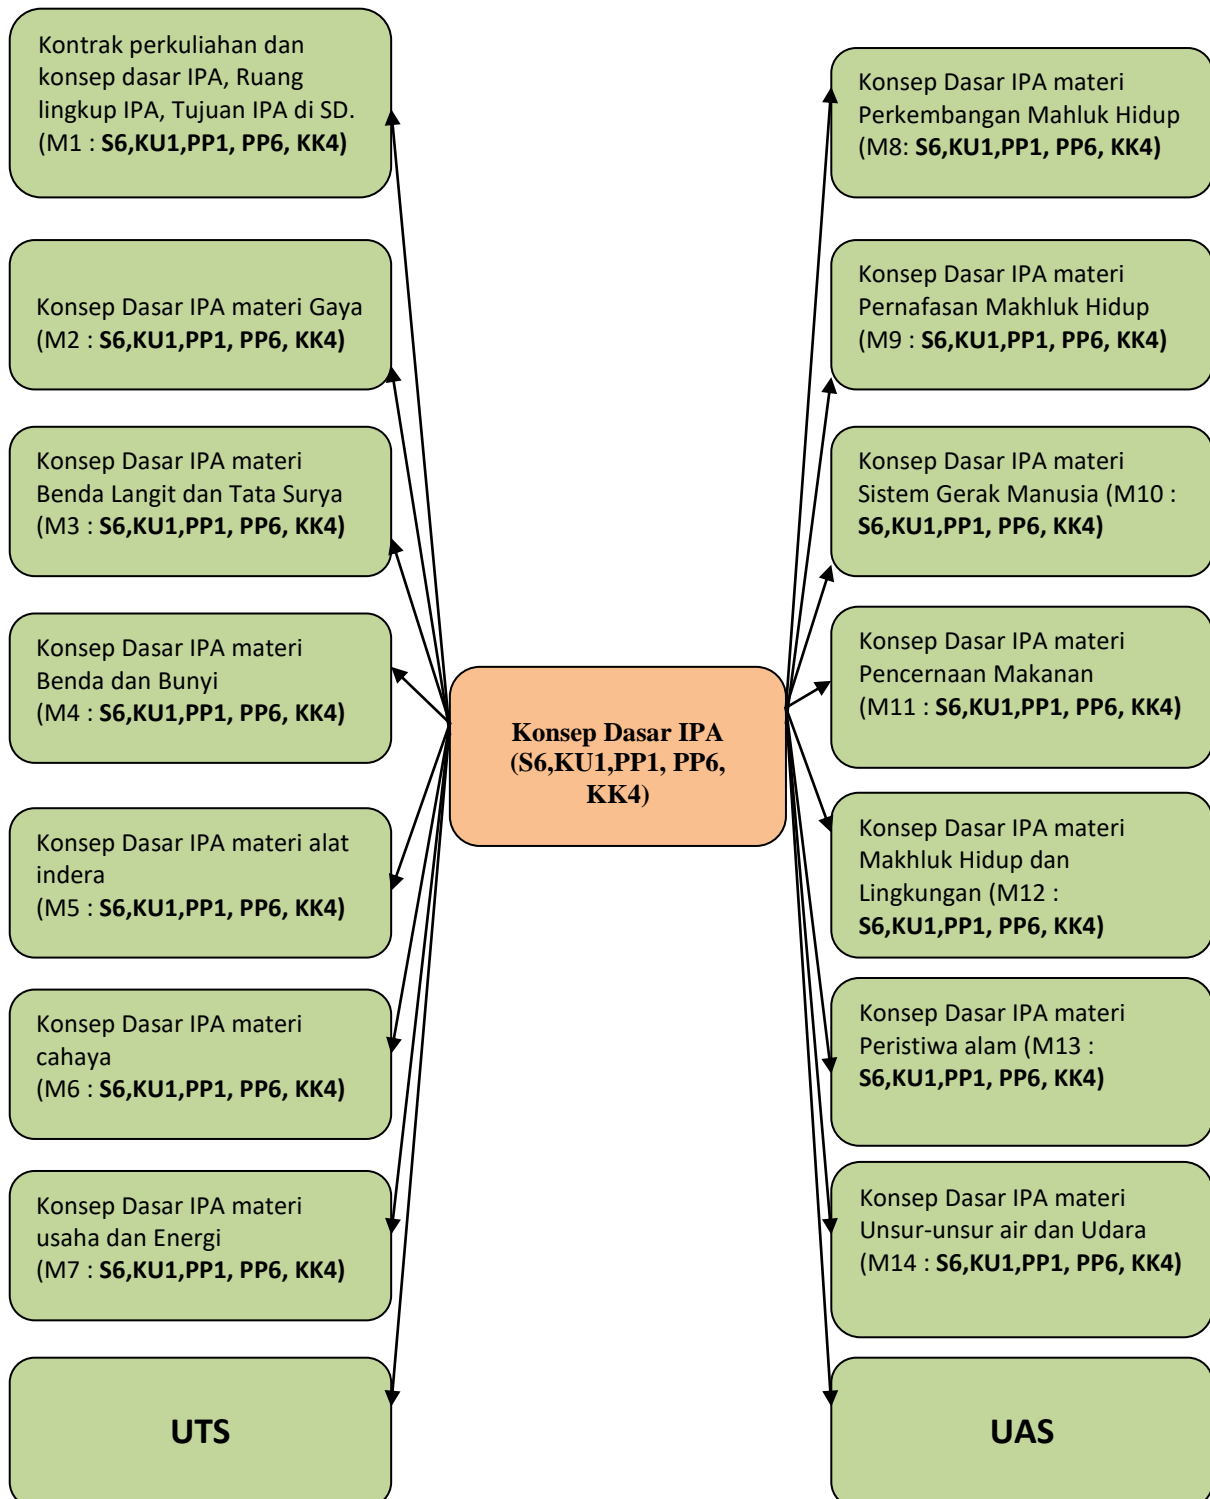 Kontrak perkuliahan dan
konsep dasar IPA, Ruang
lingkup IPA, Tujuan IPA di SD.
(M1 : S6,KU1,PP1, PP6, KK4)
Konsep Dasar IPA materi Gaya
(M2 : S6,KU1,PP1, PP6, KK4)
Konsep Dasar IPA materi
Benda Langit dan Tata Surya
(M3 : S6,KU1,PP1, PP6, KK4)
Konsep Dasar IPA materi
Benda dan Bunyi
(M4 : S6,KU1,PP1, PP6, KK4)
Konsep Dasar IPA materi alat
indera
(M5 : S6,KU1,PP1, PP6, KK4)
Konsep Dasar IPA materi
cahaya
(M6 : S6,KU1,PP1, PP6, KK4)
Konsep Dasar IPA materi
usaha dan Energi
(M7 : S6,KU1,PP1, PP6, KK4)
UTS
Konsep Dasar IPA
(S6,KU1,PP1, PP6,
KK4)
Konsep Dasar IPA materi
Perkembangan Mahluk Hidup
(M8: S6,KU1,PP1, PP6, KK4)
Konsep Dasar IPA materi
Pernafasan Makhluk Hidup
(M9 : S6,KU1,PP1, PP6, KK4)
Konsep Dasar IPA materi
Sistem Gerak Manusia (M10 :
S6,KU1,PP1, PP6, KK4)
Konsep Dasar IPA materi
Pencernaan Makanan
(M11 : S6,KU1,PP1, PP6, KK4)
Konsep Dasar IPA materi
Makhluk Hidup dan
Lingkungan (M12 :
S6,KU1,PP1, PP6, KK4)
Konsep Dasar IPA materi
Peristiwa alam (M13 :
S6,KU1,PP1, PP6, KK4)
Konsep Dasar IPA materi
Unsur-unsur air dan Udara
(M14 : S6,KU1,PP1, PP6, KK4)
UAS